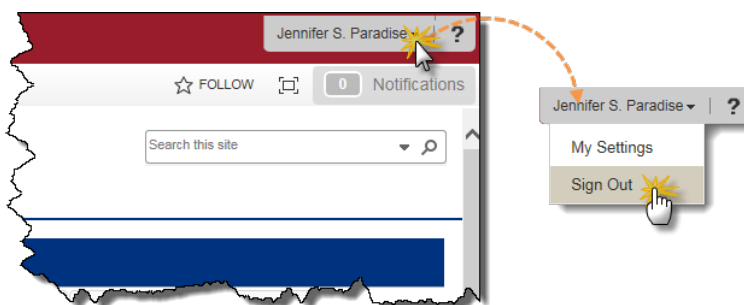 Jennifer S. Paradise ?
FOLLOW 0 Notifications
Search this site
Jennifer S. Paradise ?
My Settings
Sign Out